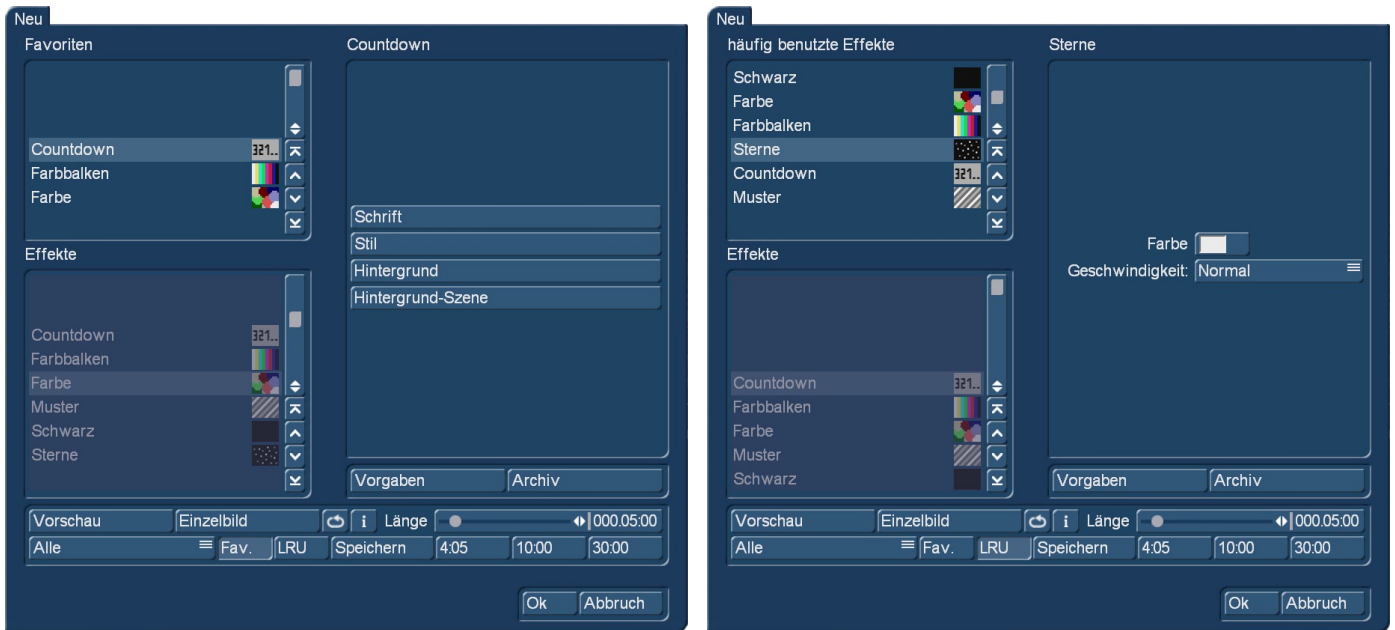 Neu
Favoriten
Countdown
Countdown 321..
Farbbalken
Farbe
Schrift
Stil
Hintergrund
Hintergrund-Szene
Effekte
Countdown 321..
Farbbalken
Farbe
Muster
Schwarz
Sterne
Vorgaben Archiv
Vorschau Einzelbild i Länge 000.05:00
Alle Fav. LRU Speichern 4:05 10:00 30:00
Ok Abbruch
Neu
häufig benutzte Effekte
Sterne
Schwarz
Farbe
Farbbalken
Sterne
Countdown 321..
Muster
Farbe
Geschwindigkeit: Normal
Effekte
Countdown 321..
Farbbalken
Farbe
Muster
Schwarz
Vorgaben Archiv
Vorschau Einzelbild i Länge 000.05:00
Alle Fav. LRU Speichern 4:05 10:00 30:00
Ok Abbruch